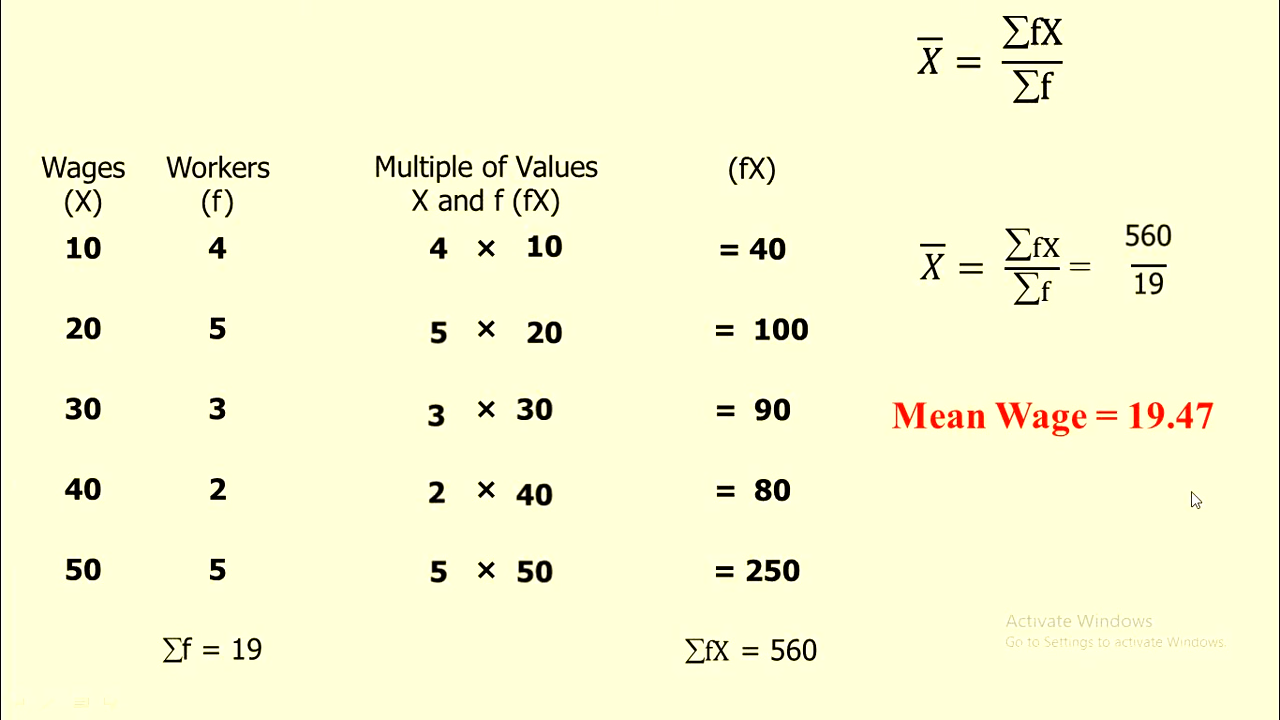 X̅ = ∑fX / ∑f
Wages Workers Multiple of Values (fX)
(X) (f) X and f (fX)
10 4 4 × 10 = 40
20 5 5 × 20 = 100
30 3 3 × 30 = 90
40 2 2 × 40 = 80
50 5 5 × 50 = 250
∑f = 19 ∑fX = 560
X̅ = ∑fX / ∑f = 560 / 19
Mean Wage = 19.47
Activate Windows
Go to Settings to activate Windows.